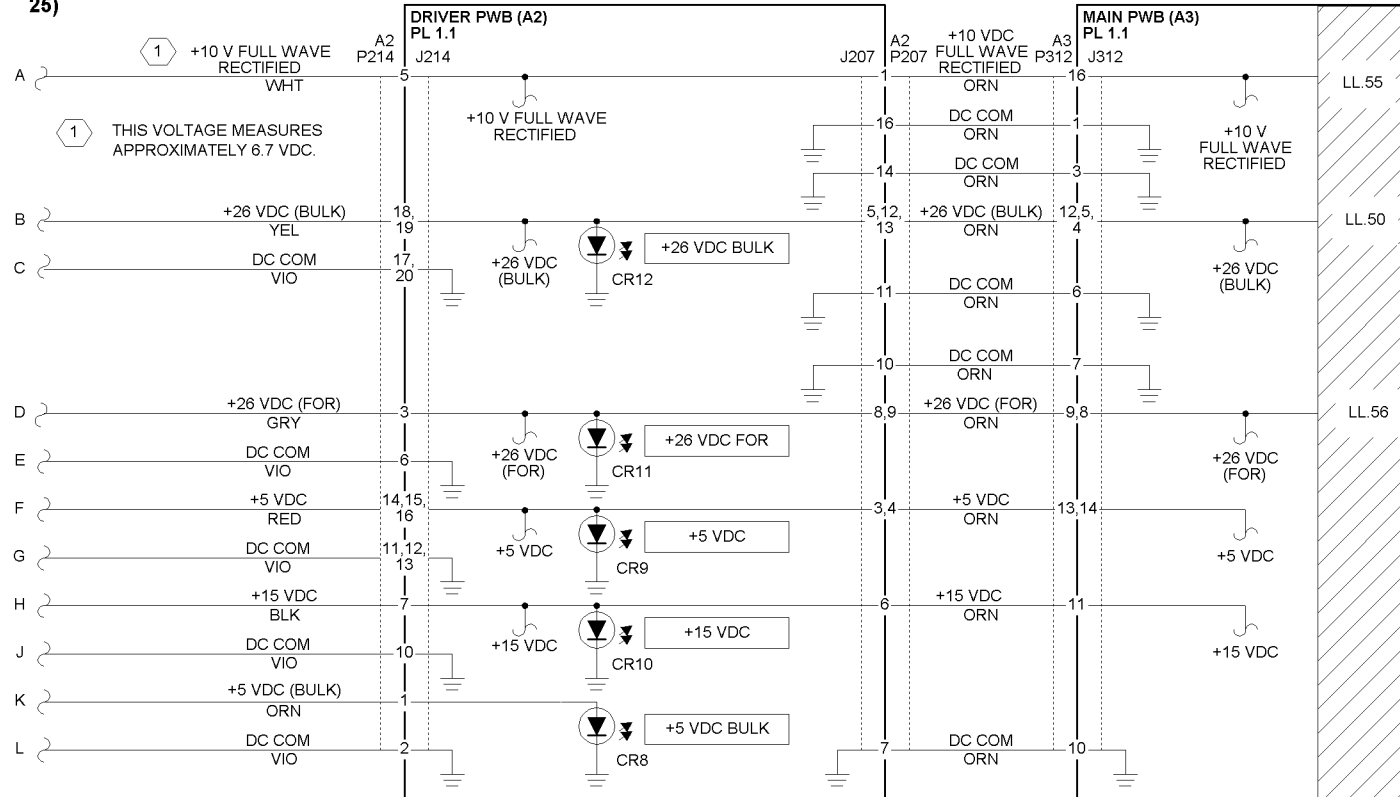 25)
DRIVER PWB (A2)
PL 1.1
MAIN PWB (A3)
PL 1.1
A2
P214
J214
J207
A2
P207
A3
P312
J312
A
1
+10 V FULL WAVE
RECTIFIED
WHT
5
+10 V FULL WAVE
RECTIFIED
1
+10 VDC
FULL WAVE
RECTIFIED
ORN
16
+10 V
FULL WAVE
RECTIFIED
LL.55
1
THIS VOLTAGE MEASURES
APPROXIMATELY 6.7 VDC.
16
DC COM
ORN
1
14
DC COM
ORN
3
B
+26 VDC (BULK)
YEL
18,
19
+26 VDC
(BULK)
CR12
+26 VDC BULK
5,12,
13
+26 VDC (BULK)
ORN
12,5,
4
+26 VDC
(BULK)
LL.50
C
DC COM
VIO
17,
20
11
DC COM
ORN
6
10
DC COM
ORN
7
D
+26 VDC (FOR)
GRY
3
+26 VDC
(FOR)
CR11
+26 VDC FOR
8,9
+26 VDC (FOR)
ORN
9,8
+26 VDC
(FOR)
LL.56
E
DC COM
VIO
6
F
+5 VDC
RED
14,15,
16
+5 VDC
CR9
+5 VDC
3,4
+5 VDC
ORN
13,14
+5 VDC
G
DC COM
VIO
11,12,
13
H
+15 VDC
BLK
7
+15 VDC
CR10
+15 VDC
6
+15 VDC
ORN
11
+15 VDC
J
DC COM
VIO
10
K
+5 VDC (BULK)
ORN
1
CR8
+5 VDC BULK
L
DC COM
VIO
2
7
DC COM
ORN
10